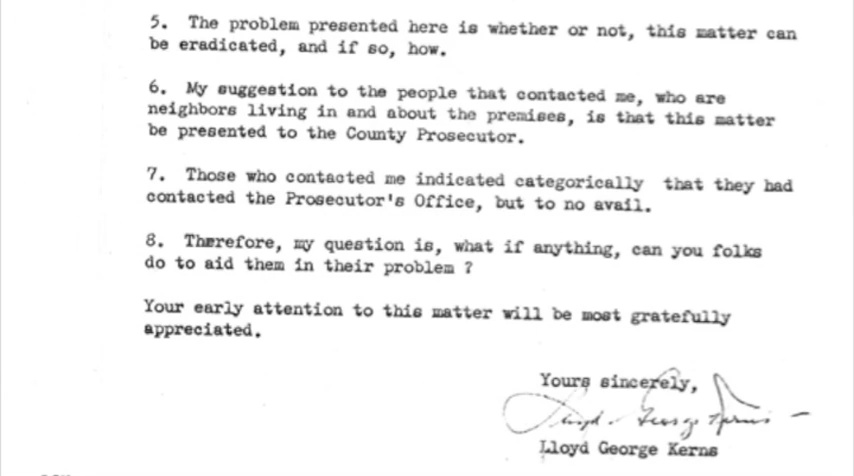 5. The problem presented here is whether or not, this matter can
be eradicated, and if so, how.
6. My suggestion to the people that contacted me, who are
neighbors living in and about the premises, is that this matter
be presented to the County Prosecutor.
7. Those who contacted me indicated categorically that they had
contacted the Prosecutor's Office, but to no avail.
8. Therefore, my question is, what if anything, can you folks
do to aid them in their problem ?
Your early attention to this matter will be most gratefully
appreciated.
Yours sincerely,
Lloyd George Kerns
Lloyd George Kerns